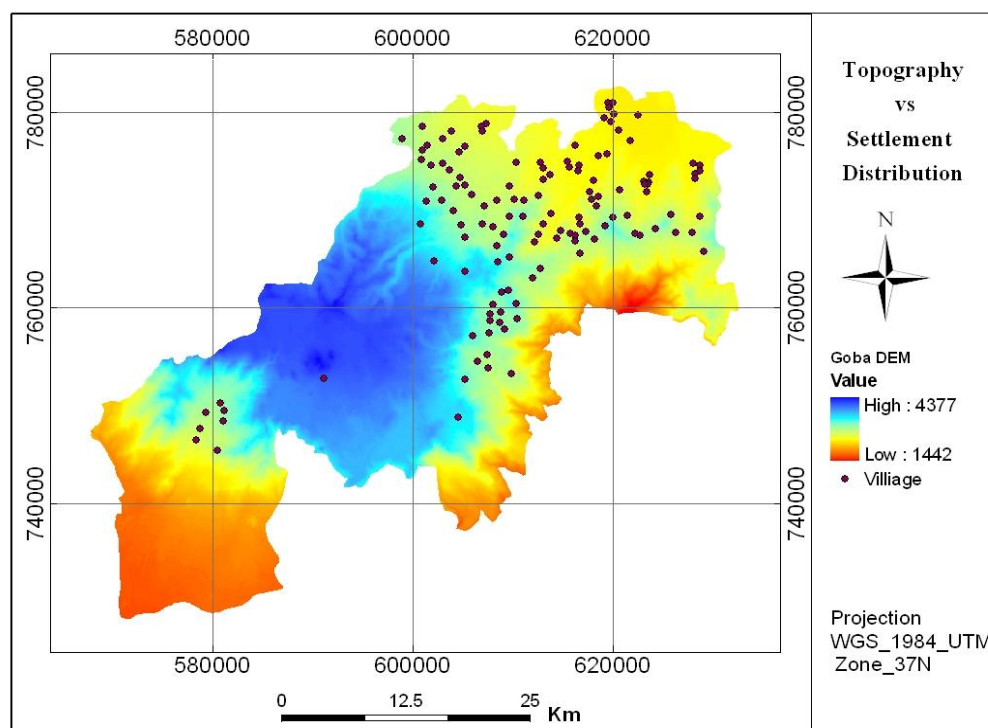 580000 600000 620000
780000 780000
760000 760000
740000 740000
580000 600000 620000
0 12.5 25
Km
Topography
vs
Settlement
Distribution
N
Goba DEM
Value
High : 4377
Low : 1442
Villiage
Projection
WGS_1984_UTM
Zone_37N